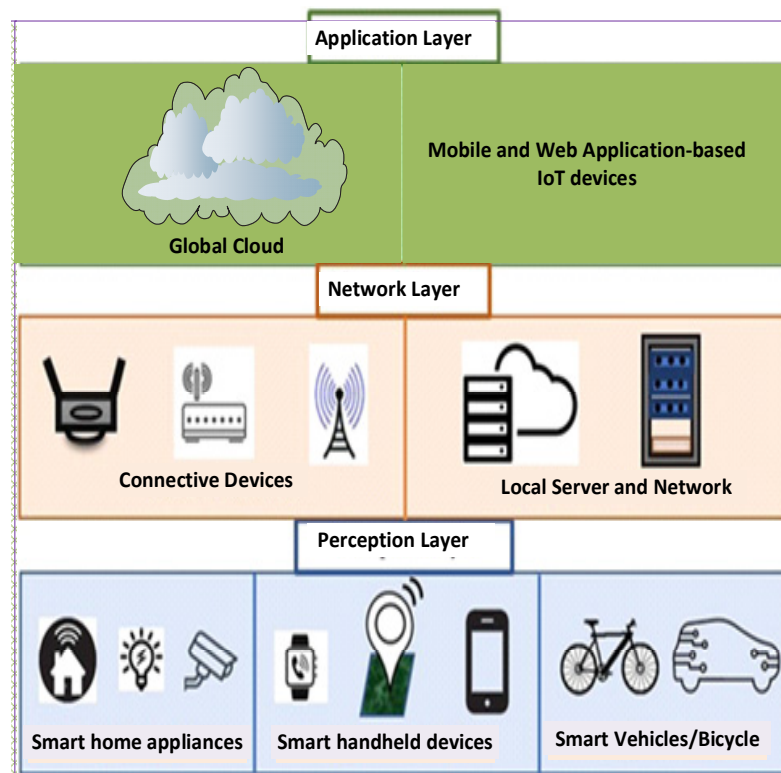 Application Layer
Mobile and Web Application-based
IoT devices
Global Cloud
Network Layer
Connective Devices
Local Server and Network
Perception Layer
Smart home appliances
Smart handheld devices
Smart Vehicles/Bicycle